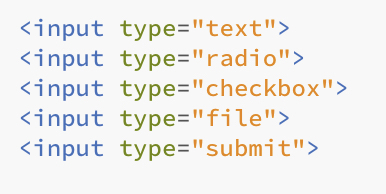 <input type="text">
<input type="radio">
<input type="checkbox">
<input type="file">
<input type="submit">